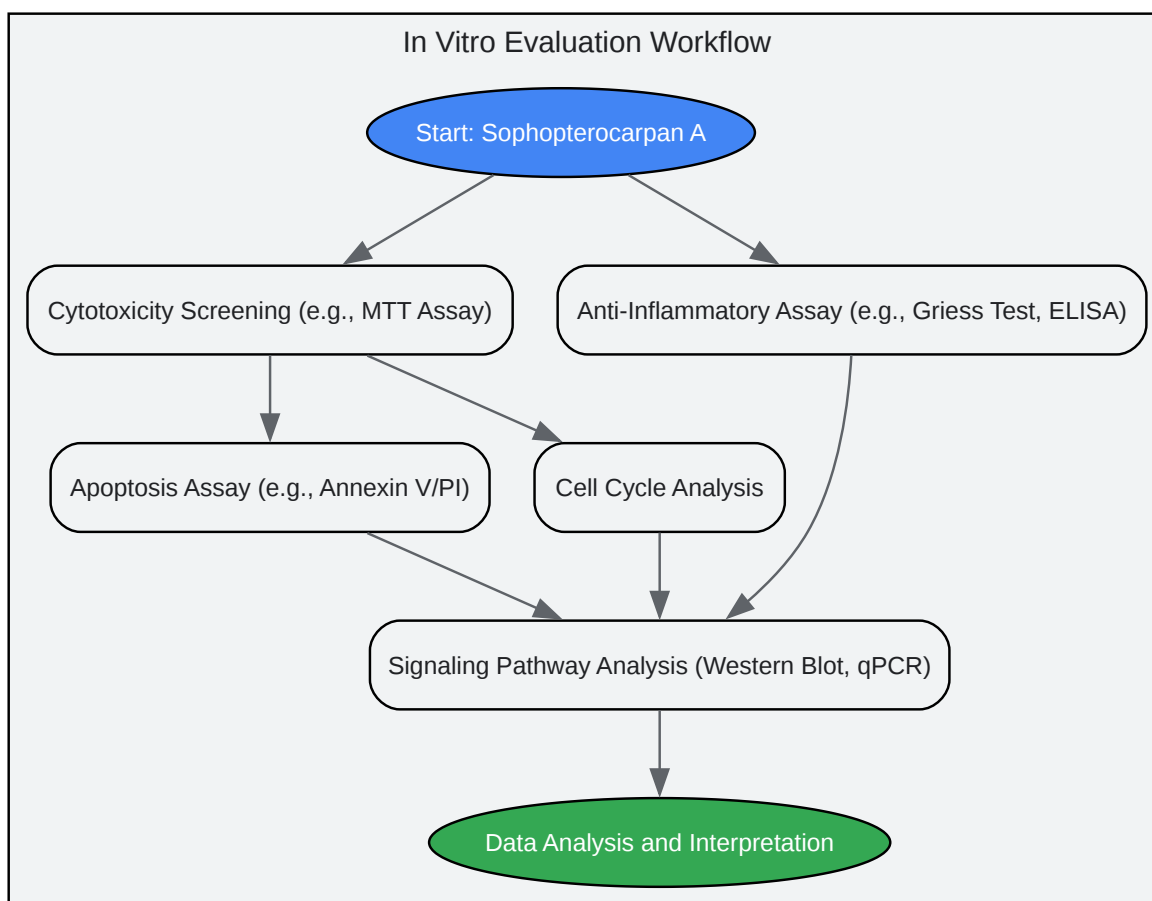 In Vitro Evaluation Workflow
Start: Sophopterocarpan A
Cytotoxicity Screening (e.g., MTT Assay)
Anti-Inflammatory Assay (e.g., Griess Test, ELISA)
Apoptosis Assay (e.g., Annexin V/PI)
Cell Cycle Analysis
Signaling Pathway Analysis (Western Blot, qPCR)
Data Analysis and Interpretation